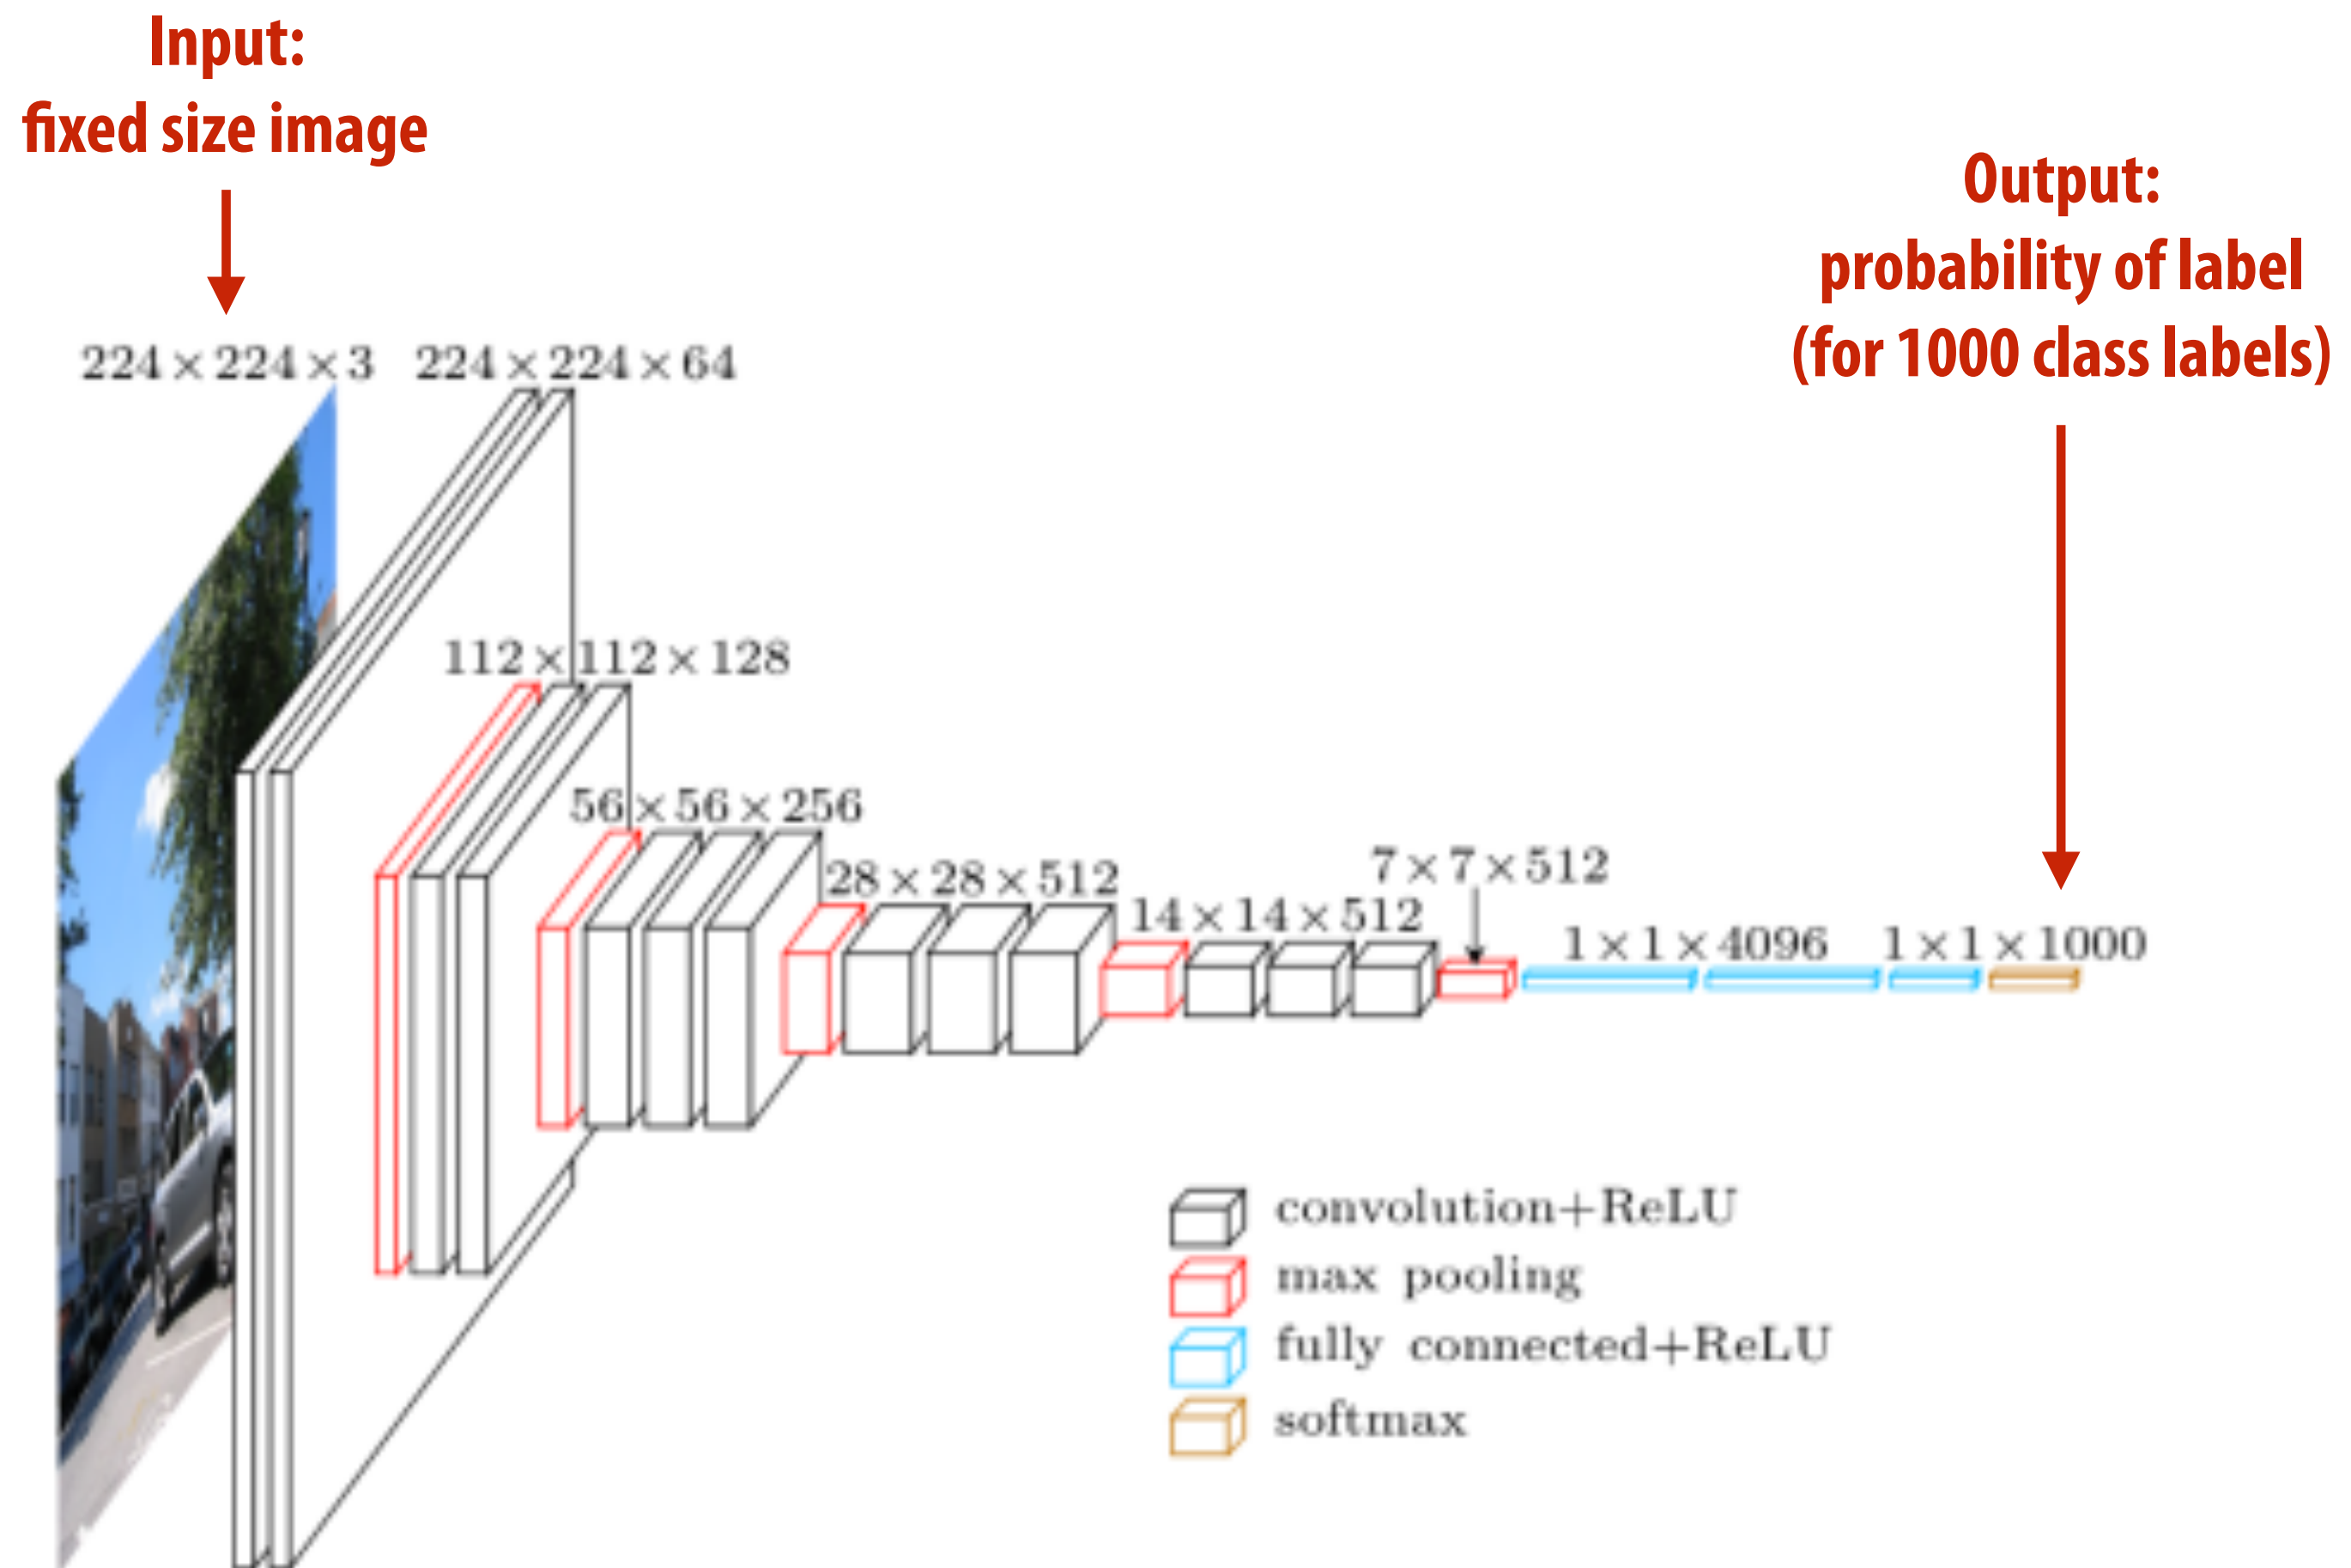 Input:
fixed size image
Output:
probability of label
(for 1000 class labels)
224×224×3
224×224×64
112×112×128
56×56×256
28×28×512
14×14×512
7×7×512
1×1×4096
1×1×1000
convolution+ReLU
max pooling
fully connected+ReLU
softmax